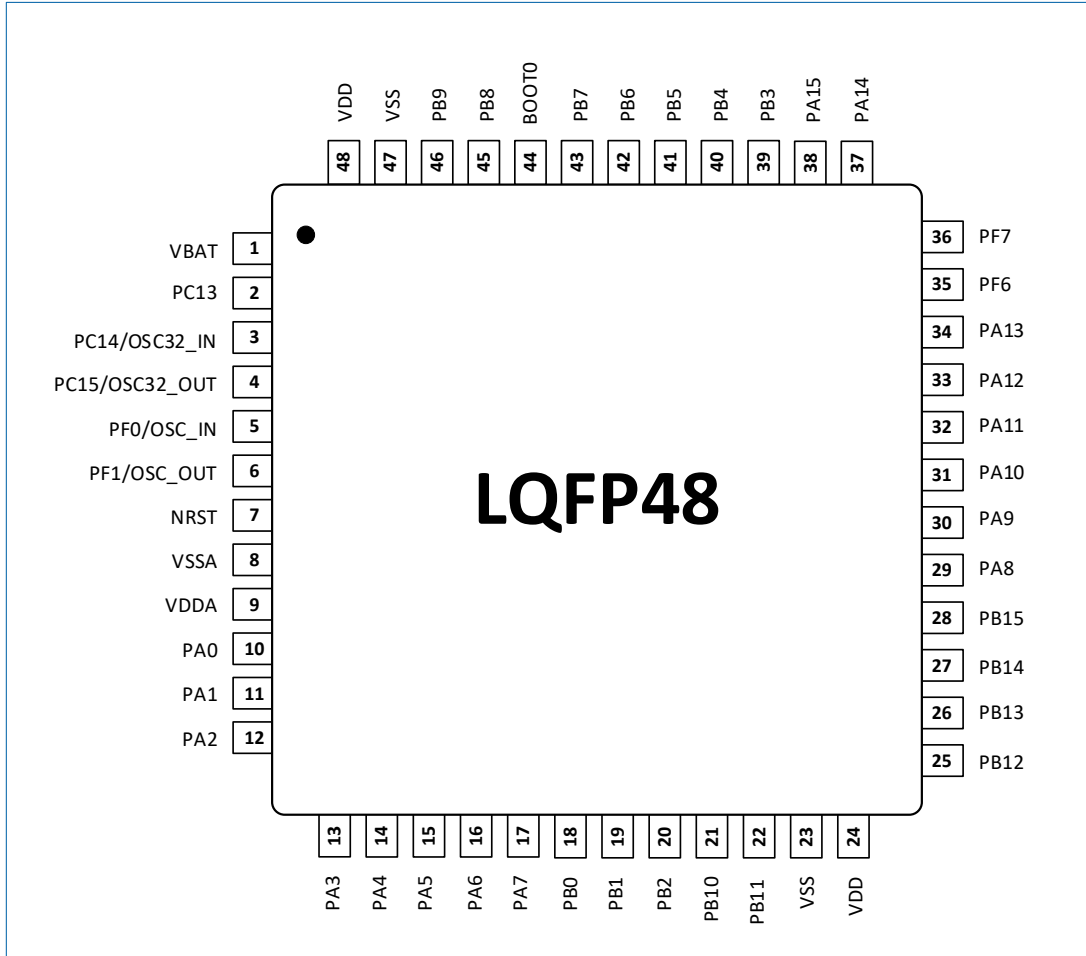 VDD
VSS
PB9
PB8
BOOT0
PB7
PB6
PB5
PB4
PB3
PA15
PA14
48
47
46
45
44
43
42
41
40
39
38
37
VBAT 1
PC13 2
PC14/OSC32_IN 3
PC15/OSC32_OUT 4
PF0/OSC_IN 5
PF1/OSC_OUT 6
NRST 7
VSSA 8
VDDA 9
PA0 10
PA1 11
PA2 12
LQFP48
36 PF7
35 PF6
34 PA13
33 PA12
32 PA11
31 PA10
30 PA9
29 PA8
28 PB15
27 PB14
26 PB13
25 PB12
13
14
15
16
17
18
19
20
21
22
23
24
PA3
PA4
PA5
PA6
PA7
PB0
PB1
PB2
PB10
PB11
VSS
VDD